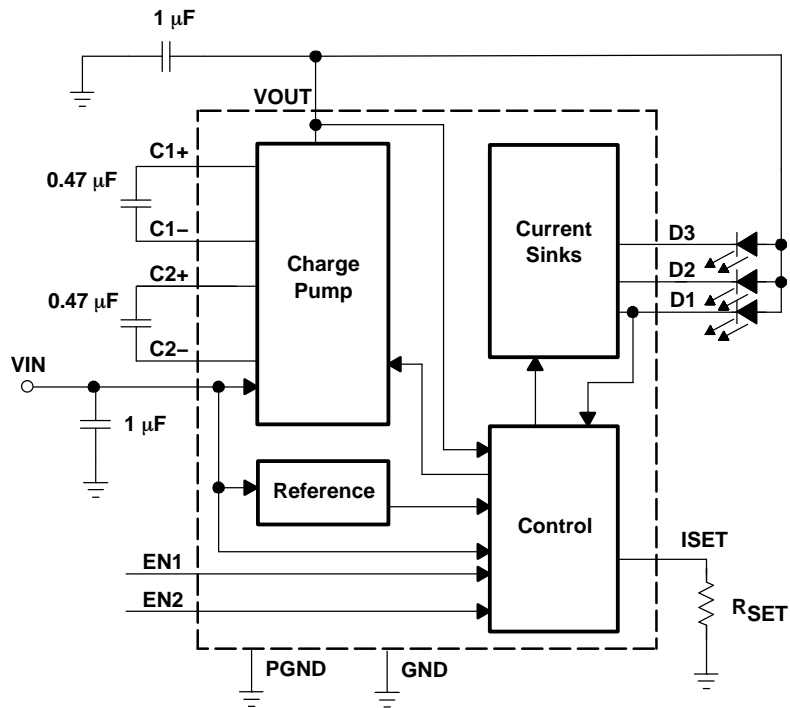 1 μF
VOUT
C1+
0.47 μF
C1−
C2+
0.47 μF
C2−
Charge
Pump
Current
Sinks
D3
D2
D1
VIN
1 μF
Reference
Control
ISET
EN1
EN2
RSET
PGND
GND